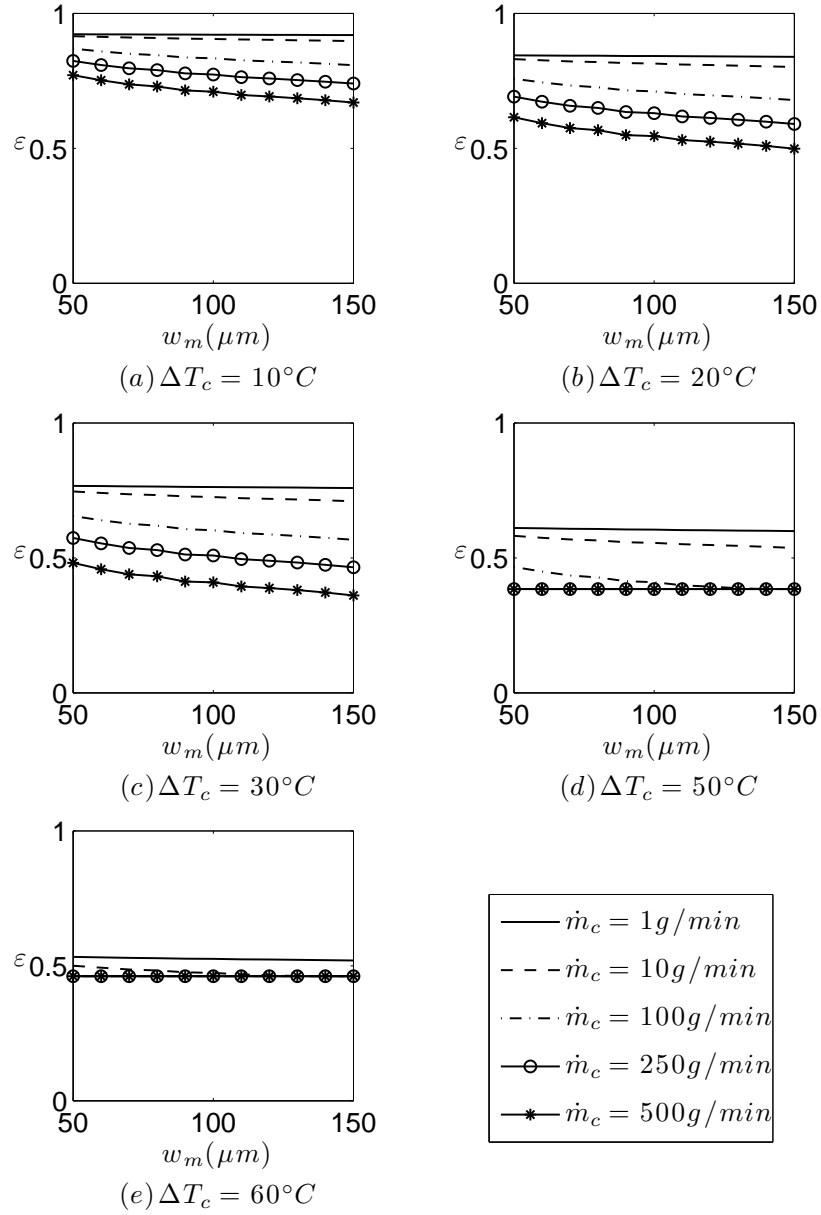 1
ε 0.5
0
50 100 150
w_m(μm)
(a) ΔT_c = 10°C
1
ε 0.5
0
50 100 150
w_m(μm)
(b) ΔT_c = 20°C
1
ε 0.5
0
50 100 150
w_m(μm)
(c) ΔT_c = 30°C
1
ε 0.5
0
50 100 150
w_m(μm)
(d) ΔT_c = 50°C
1
ε 0.5
0
50 100 150
w_m(μm)
(e) ΔT_c = 60°C
ṁ_c = 1g/min
ṁ_c = 10g/min
ṁ_c = 100g/min
ṁ_c = 250g/min
ṁ_c = 500g/min